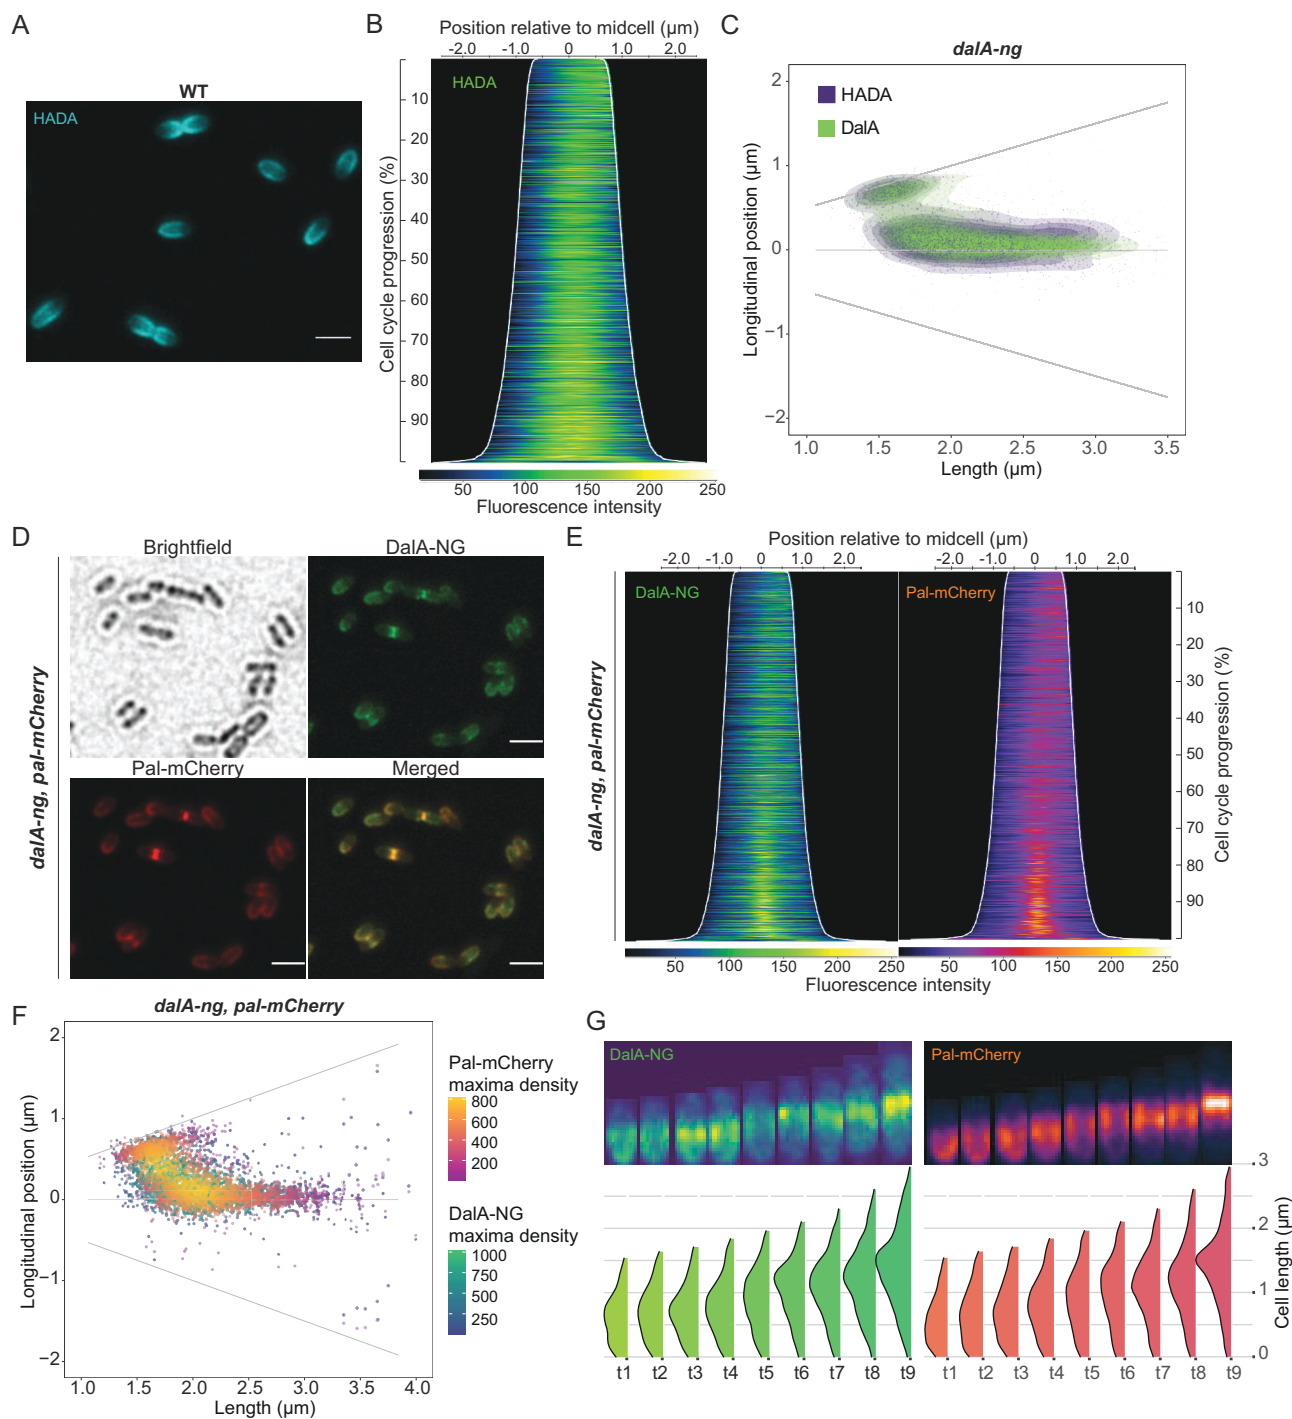 A
WT
HADA
B
Position relative to midcell (µm)
-2.0 -1.0 0 1.0 2.0
HADA
Cell cycle progression (%)
10
20
30
40
50
60
70
80
90
50 100 150 200 250
Fluorescence intensity
C
dalA-ng
HADA
DalA
Longitudinal position (µm)
2
1
0
−1
−2
1.0 1.5 2.0 2.5 3.0 3.5
Length (µm)
D
dalA-ng, pal-mCherry
Brightfield DalA-NG
Pal-mCherry Merged
E
Position relative to midcell (µm)
-2.0 -1.0 0 1.0 2.0 -2.0 -1.0 0 1.0 2.0
dalA-ng, pal-mCherry
DalA-NG
Pal-mCherry
10
20
30
40
50
60
70
80
90
Cell cycle progression (%)
50 100 150 200 250 50 100 150 200 250
Fluorescence intensity
F
dalA-ng, pal-mCherry
Longitudinal position (µm)
2
1
0
−1
−2
1.0 1.5 2.0 2.5 3.0 3.5 4.0
Length (µm)
Pal-mCherry
maxima density
800
600
400
200
DalA-NG
maxima density
1000
750
500
250
G
DalA-NG
Pal-mCherry
3
2
1
0
Cell length (µm)
t1 t2 t3 t4 t5 t6 t7 t8 t9
t1 t2 t3 t4 t5 t6 t7 t8 t9